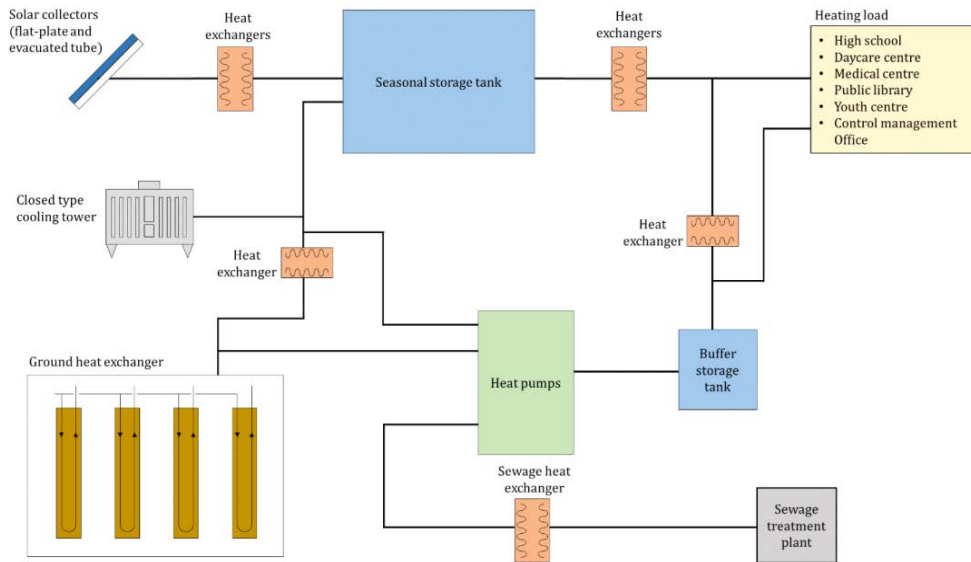 Solar collectors
(flat-plate and
evacuated tube)
Heat
exchangers
Seasonal storage tank
Heat
exchangers
Heating load
• High school
• Daycare centre
• Medical centre
• Public library
• Youth centre
• Control management
Office
Closed type
cooling tower
Heat
exchanger
Heat
exchanger
Ground heat exchanger
Heat pumps
Buffer
storage
tank
Sewage heat
exchanger
Sewage
treatment
plant